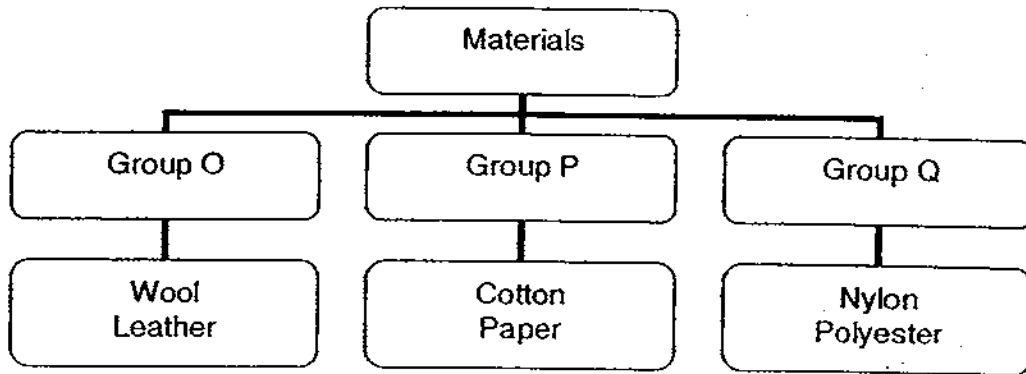 Materials
Group O
Group P
Group Q
Wool
Leather
Cotton
Paper
Nylon
Polyester